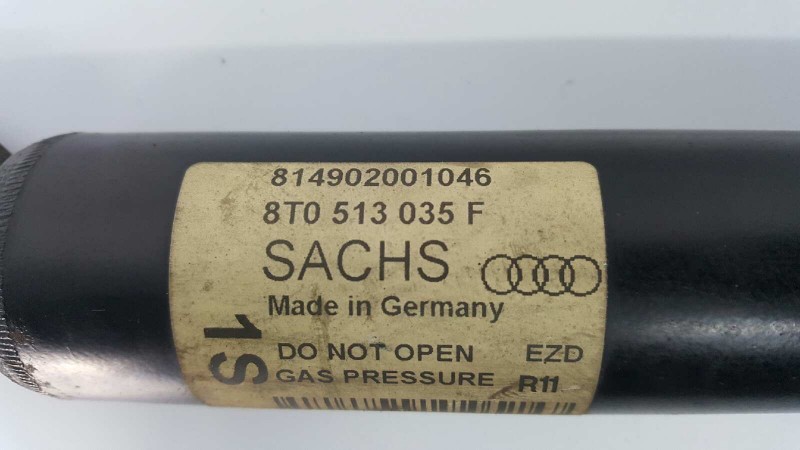 814902001046
8T0 513 035 F
SACHS
Made in Germany
1S
DO NOT OPEN EZD
GAS PRESSURE R11